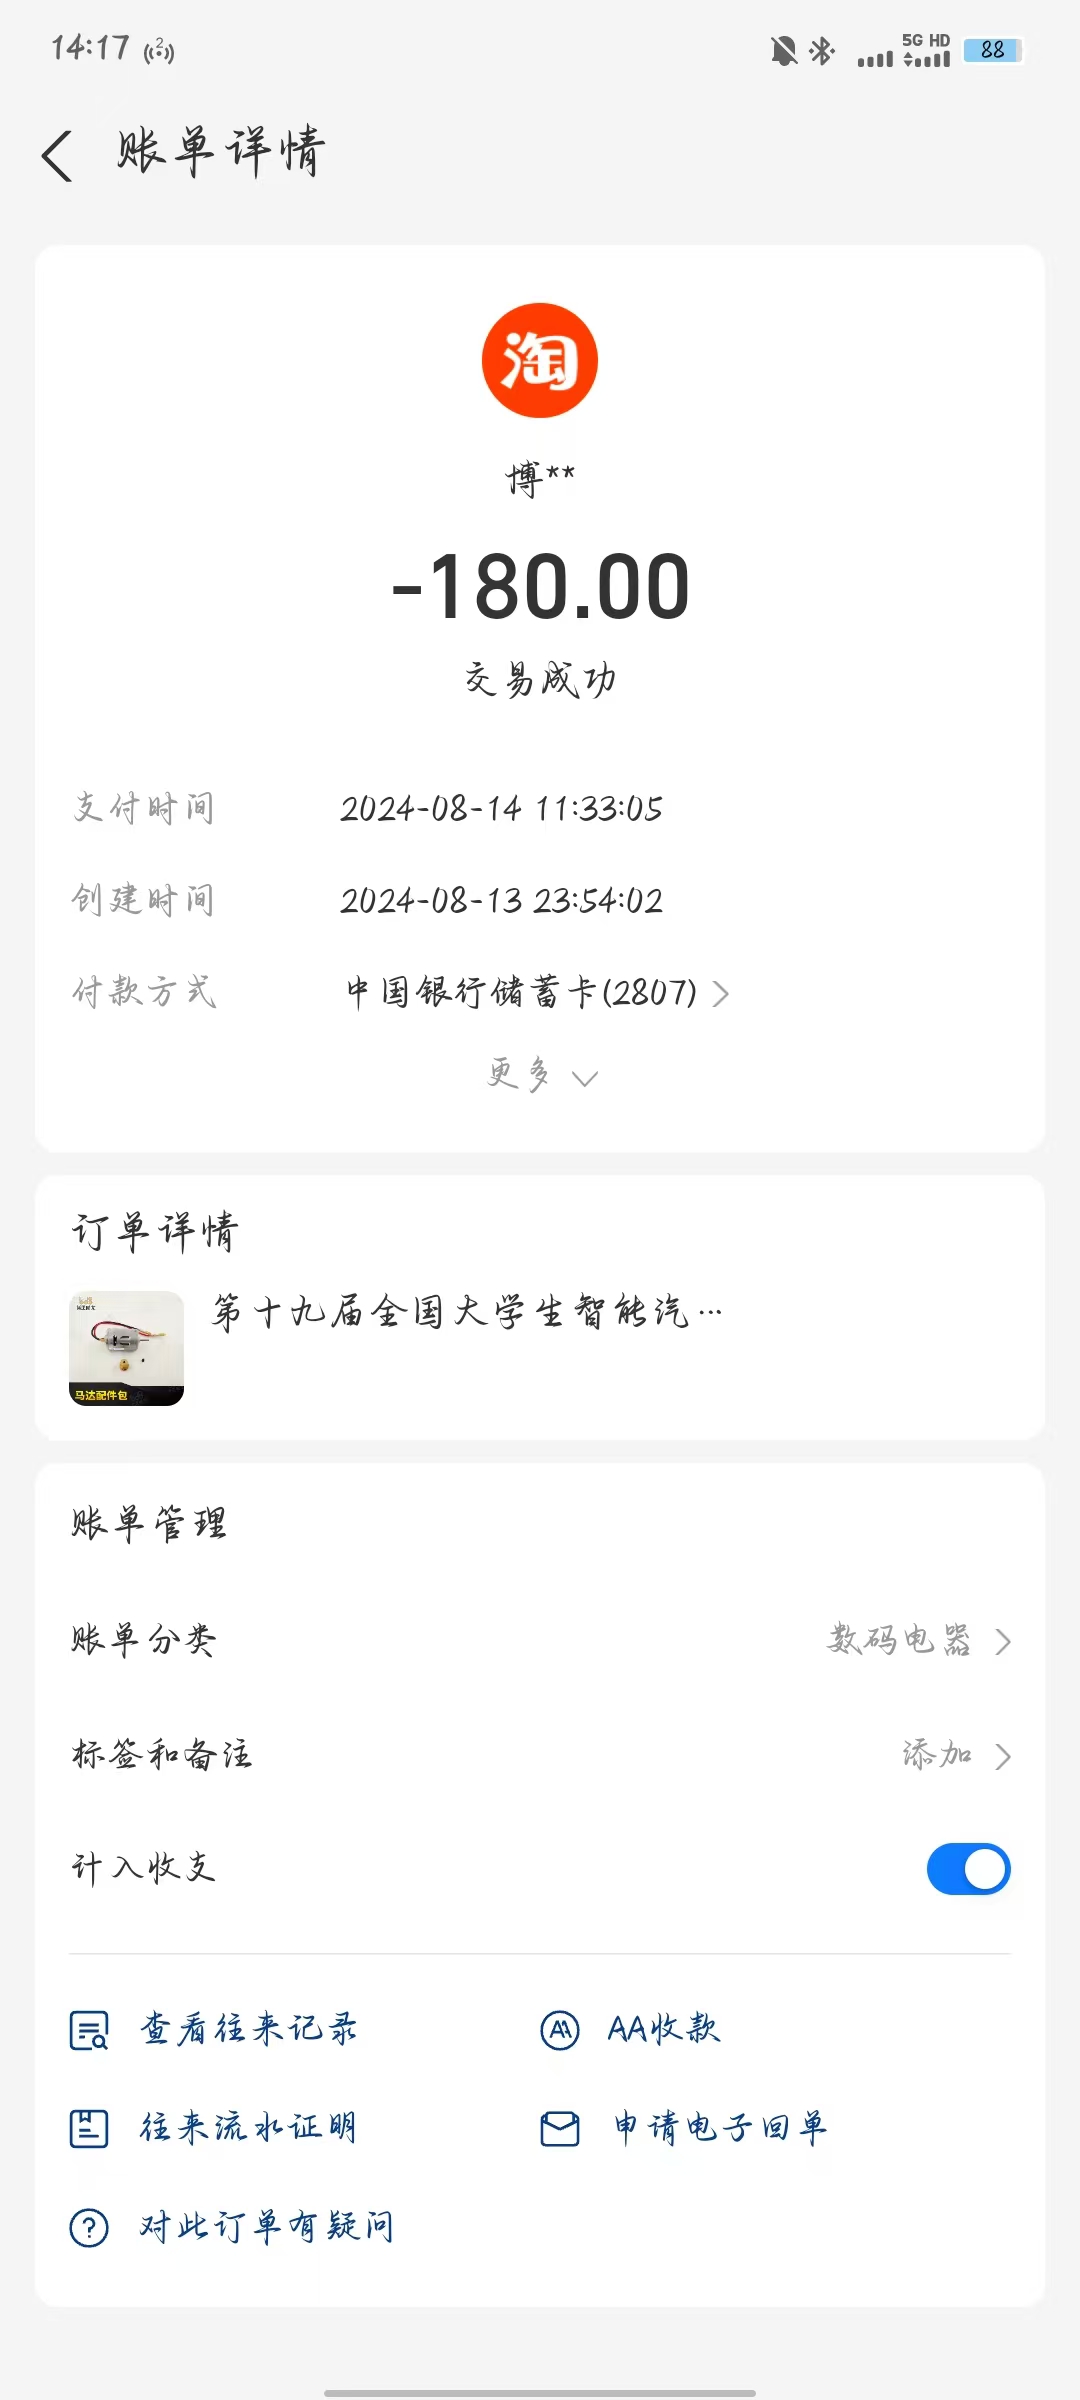 14:17
5G HD
88
账单详情
淘
博**
-180.00
交易成功
支付时间 2024-08-14 11:33:05
创建时间 2024-08-13 23:54:02
付款方式 中国银行储蓄卡(2807)
更多
订单详情
第十九届全国大学生智能汽…
马达配件包
账单管理
账单分类 数码电器
标签和备注 添加
计入收支
查看往来记录 AA收款
往来流水证明 申请电子回单
对此订单有疑问